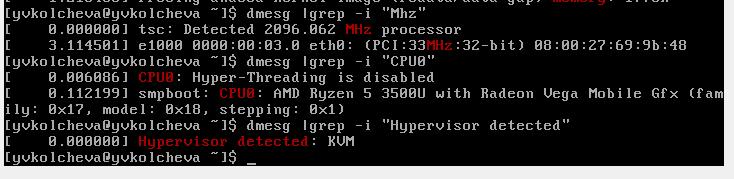 [yvkolcheva@yvkolcheva ~]$ dmesg |grep -i "Mhz"
[    0.000000] tsc: Detected 2096.062 MHz processor
[    3.114501] e1000 0000:00:03.0 eth0: (PCI:33MHz:32-bit) 08:00:27:69:9b:48
[yvkolcheva@yvkolcheva ~]$ dmesg |grep -i "CPU0"
[    0.006086] CPU0: Hyper-Threading is disabled
[    0.112199] smpboot: CPU0: AMD Ryzen 5 3500U with Radeon Vega Mobile Gfx (fam
ily: 0x17, model: 0x18, stepping: 0x1)
[yvkolcheva@yvkolcheva ~]$ dmesg |grep -i "Hypervisor detected"
[    0.000000] Hypervisor detected: KVM
[yvkolcheva@yvkolcheva ~]$ _